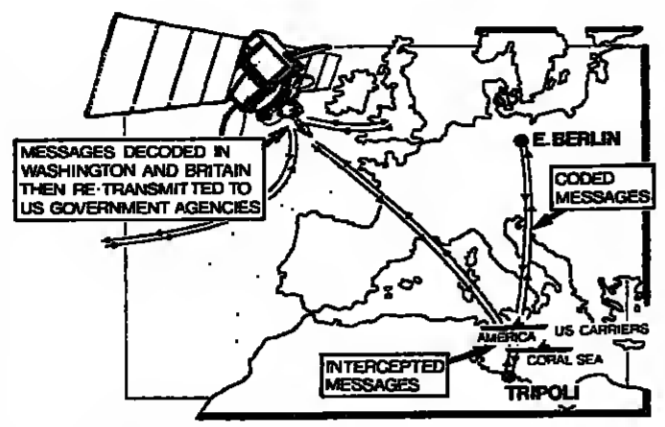 MESSAGES DECODED IN
WASHINGTON AND BRITAIN
THEN RE·TRANSMITTED TO
US GOVERNMENT AGENCIES
E. BERLIN
CODED
MESSAGES
US CARRIERS
AMERICA
CORAL SEA
INTERCEPTED
MESSAGES
TRIPOLI